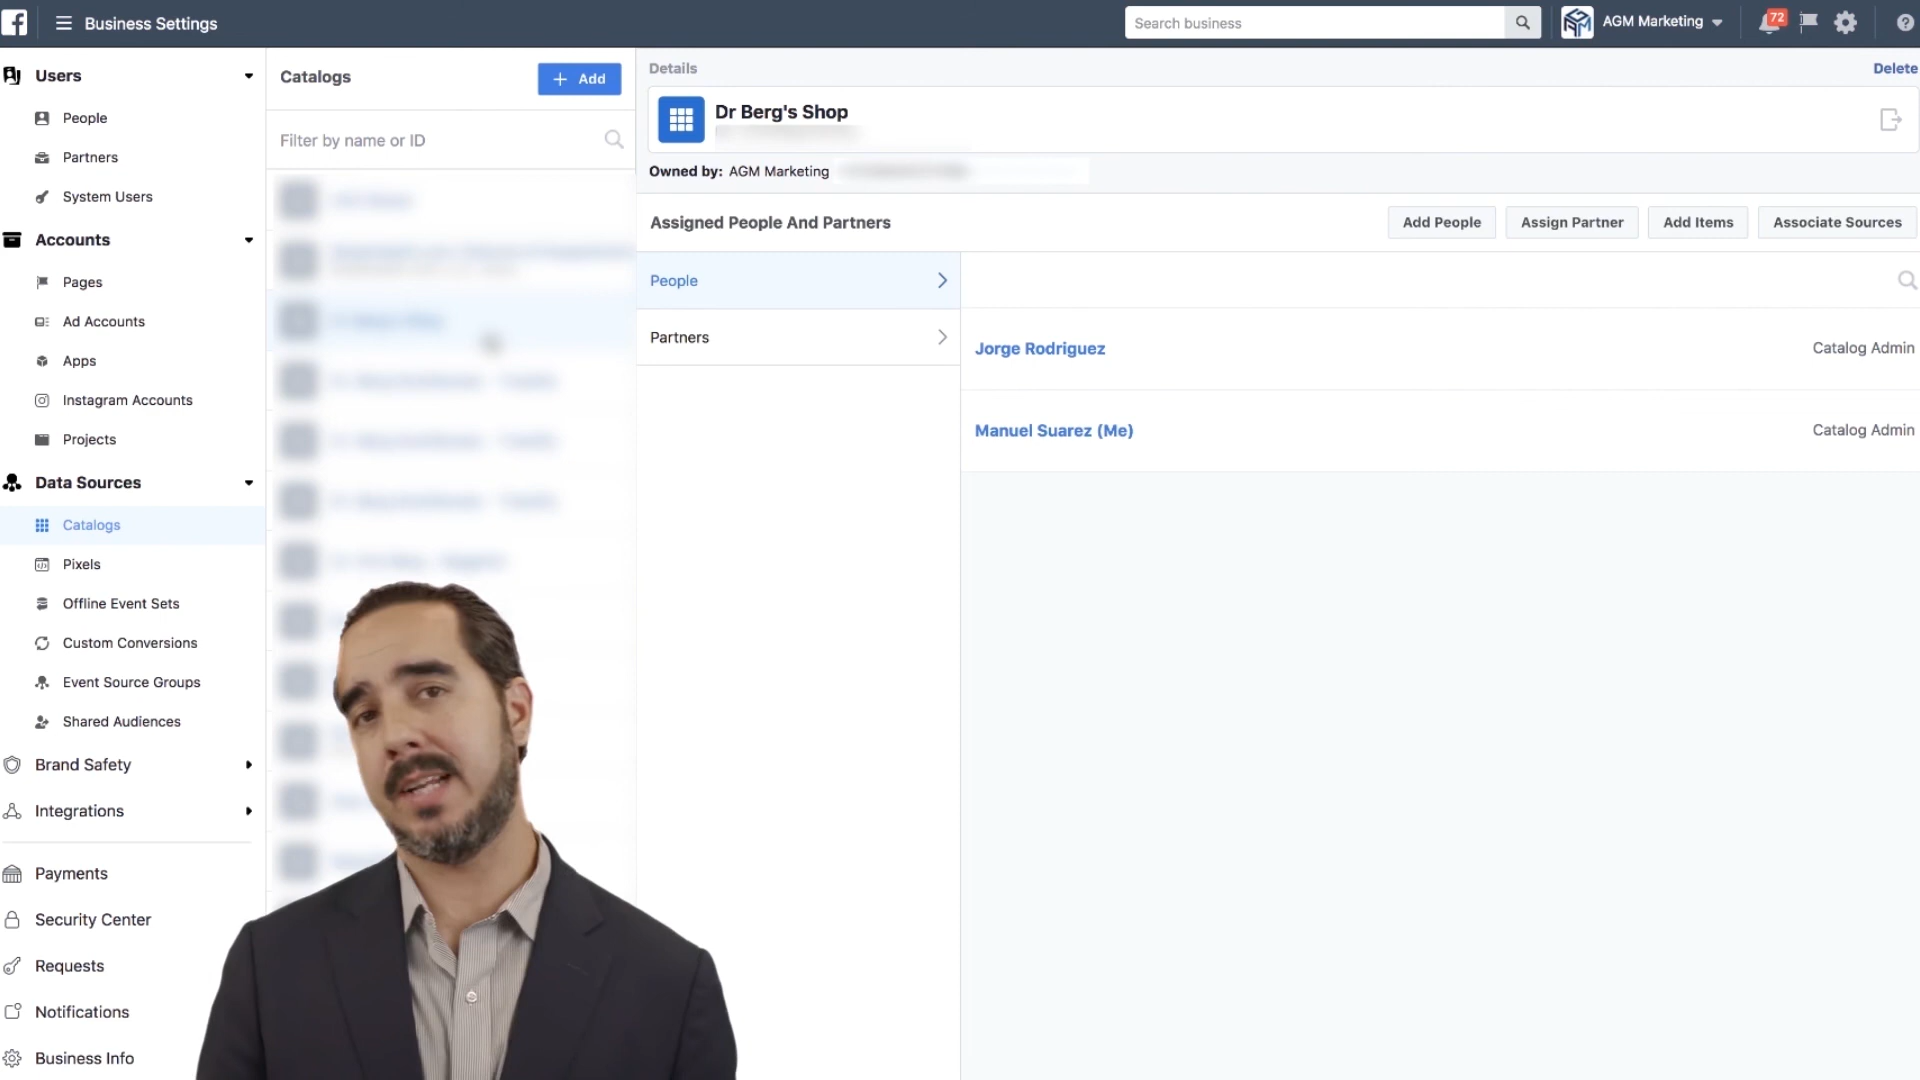 Business Settings
Search business
AGM Marketing
72
Users
People
Partners
System Users
Accounts
Pages
Ad Accounts
Apps
Instagram Accounts
Projects
Data Sources
Catalogs
Pixels
Offline Event Sets
Custom Conversions
Event Source Groups
Shared Audiences
Brand Safety
Integrations
Payments
Security Center
Requests
Notifications
Business Info
Catalogs
+ Add
Filter by name or ID
Details
Delete
Dr Berg's Shop
Owned by: AGM Marketing
Assigned People And Partners
Add People
Assign Partner
Add Items
Associate Sources
People
Partners
Jorge Rodriguez
Catalog Admin
Manuel Suarez (Me)
Catalog Admin